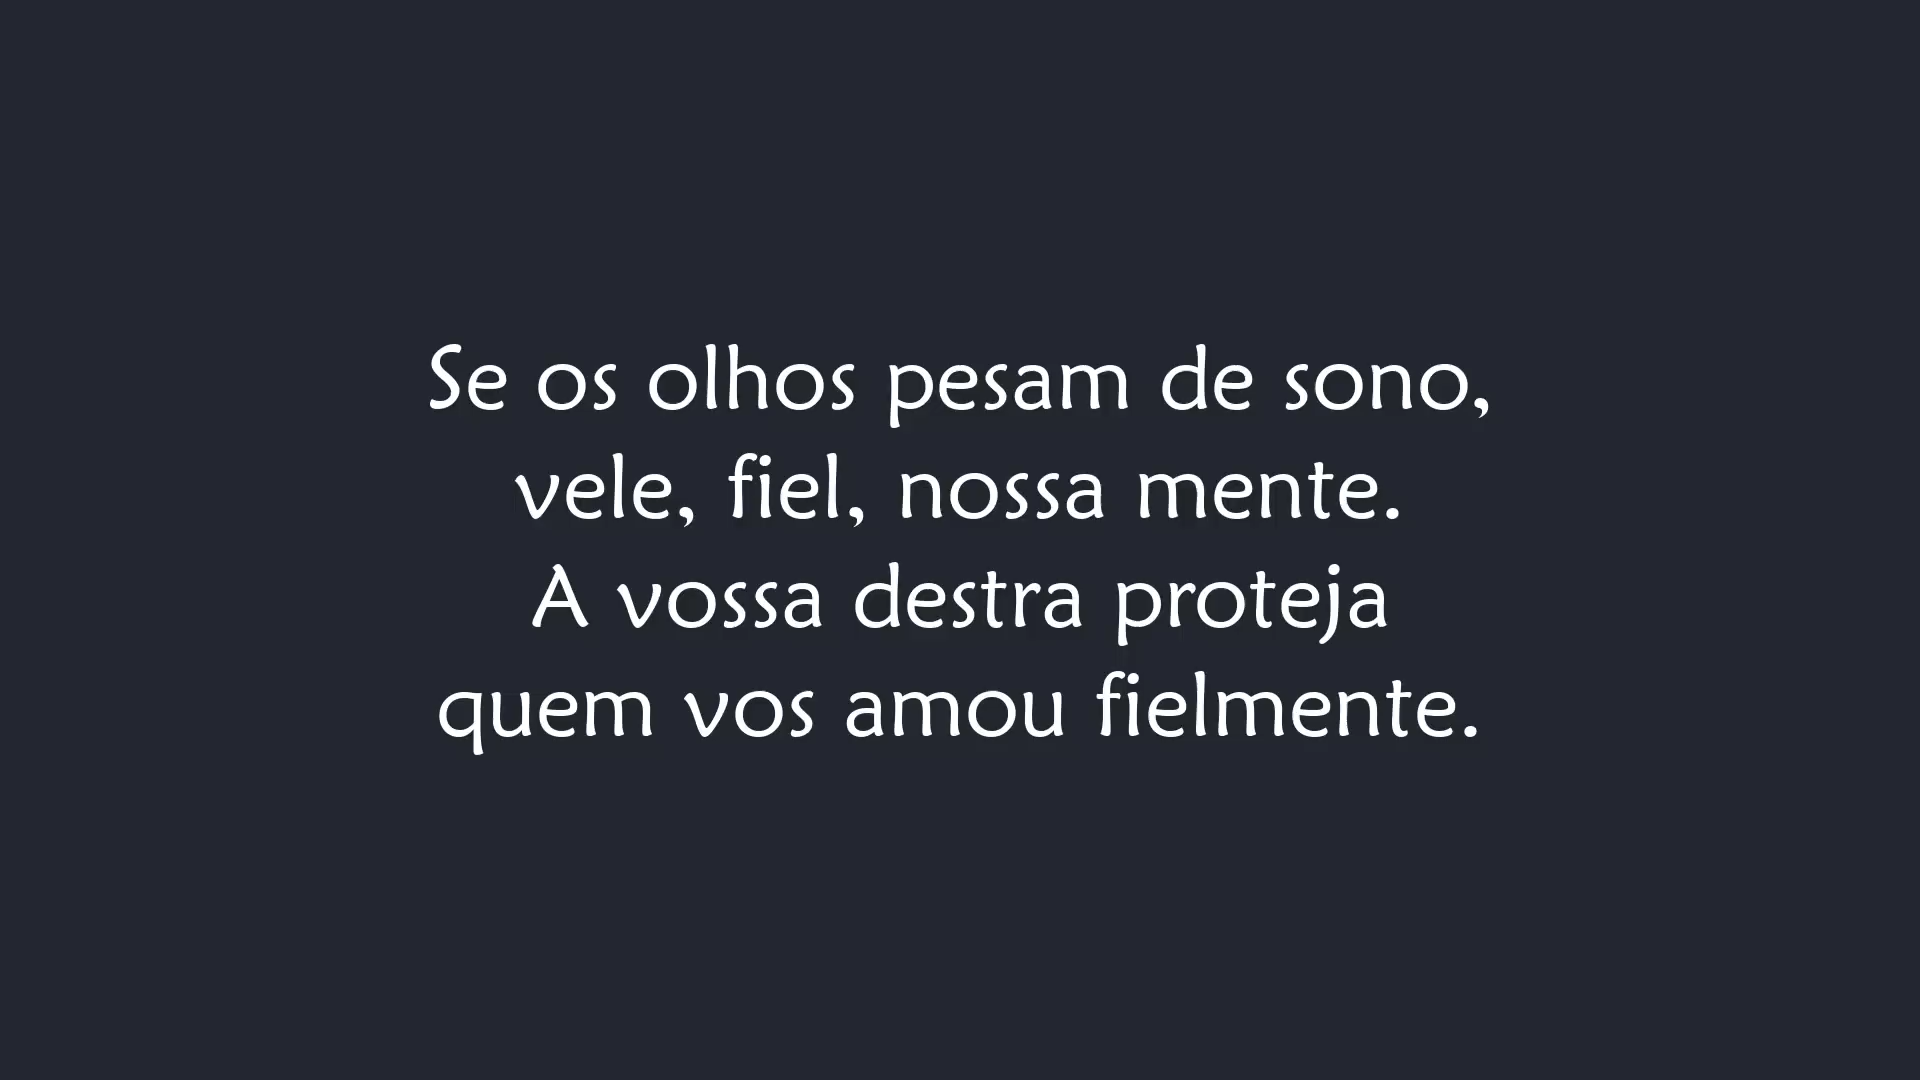 Se os olhos pesam de sono,
vele, fiel, nossa mente.
A vossa destra proteja
quem vos amou fielmente.